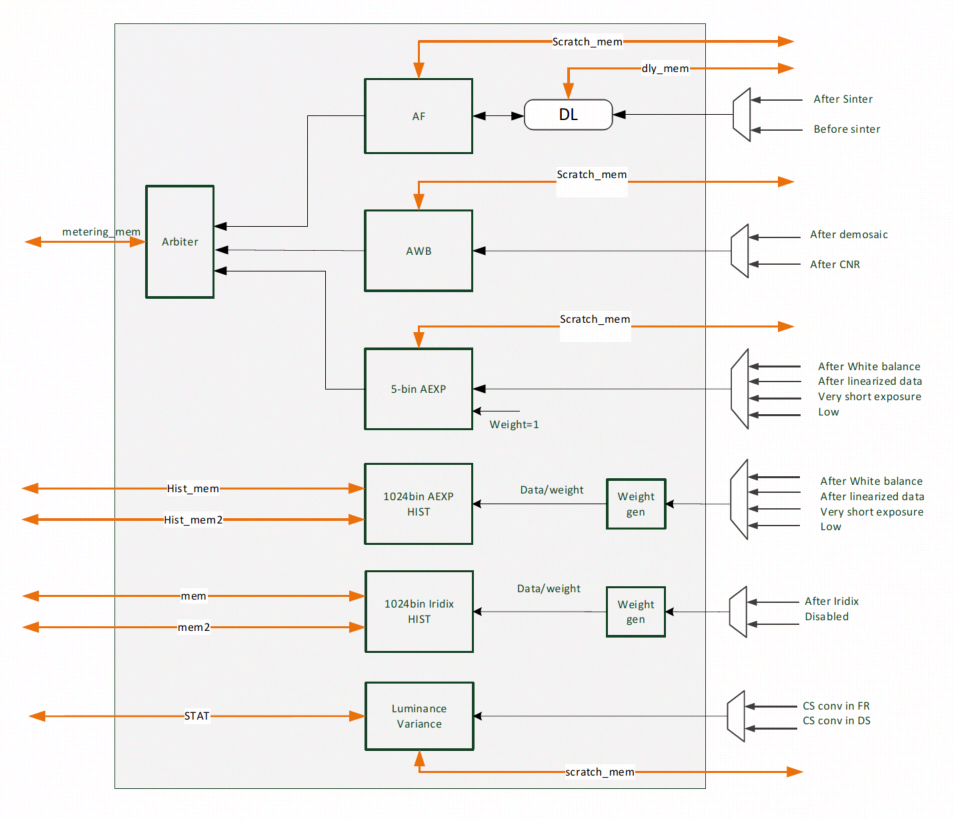 Scratch_mem
dly_mem
After Sinter
AF
DL
Before sinter
Scratch_mem
metering_mem
Arbiter
AWB
After demosaic
After CNR
Scratch_mem
5-bin AEXP
Weight=1
After White balance
After linearized data
Very short exposure
Low
Hist_mem
Hist_mem2
1024bin AEXP
HIST
Data/weight
Weight
gen
After White balance
After linearized data
Very short exposure
Low
mem
mem2
1024bin Iridix
HIST
Data/weight
Weight
gen
After Iridix
Disabled
STAT
Luminance
Variance
CS conv in FR
CS conv in DS
scratch_mem